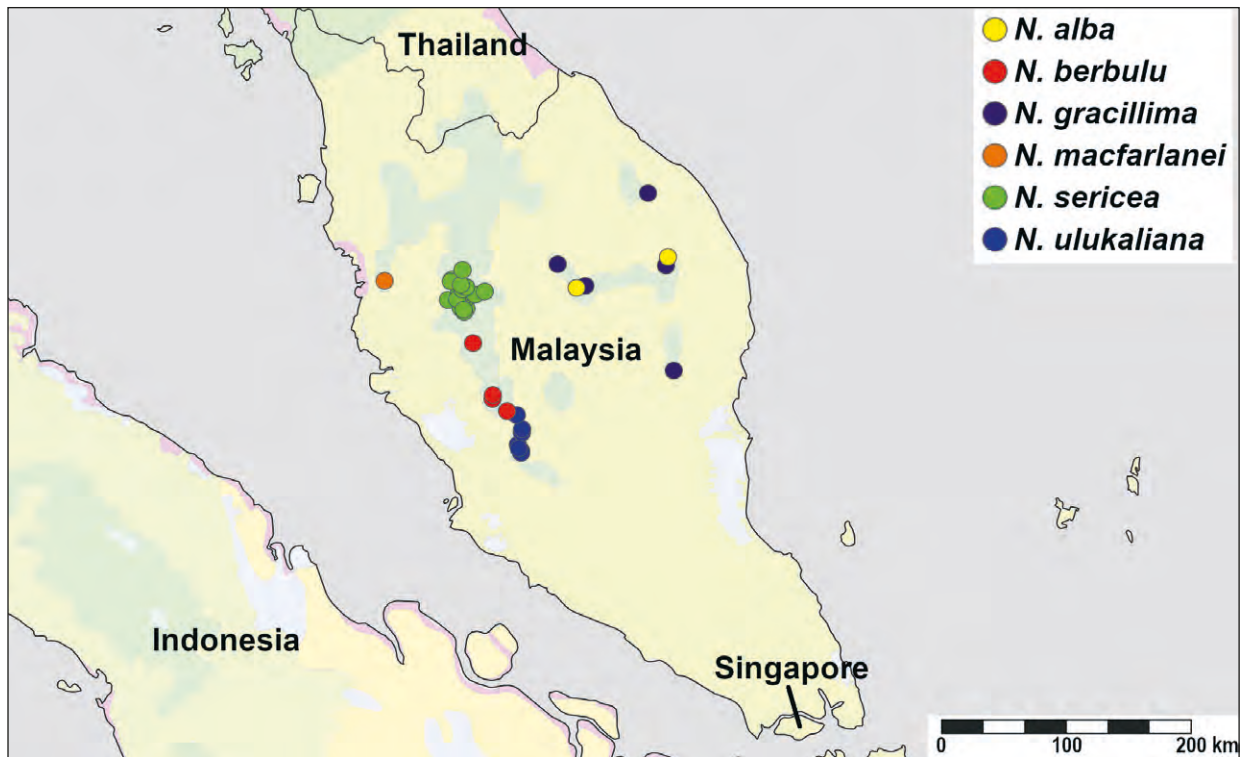 Thailand
N. alba
N. berbulu
N. gracillima
N. macfarlanei
N. sericea
N. ulukaliana
Malaysia
Indonesia
Singapore
0 100 200 km